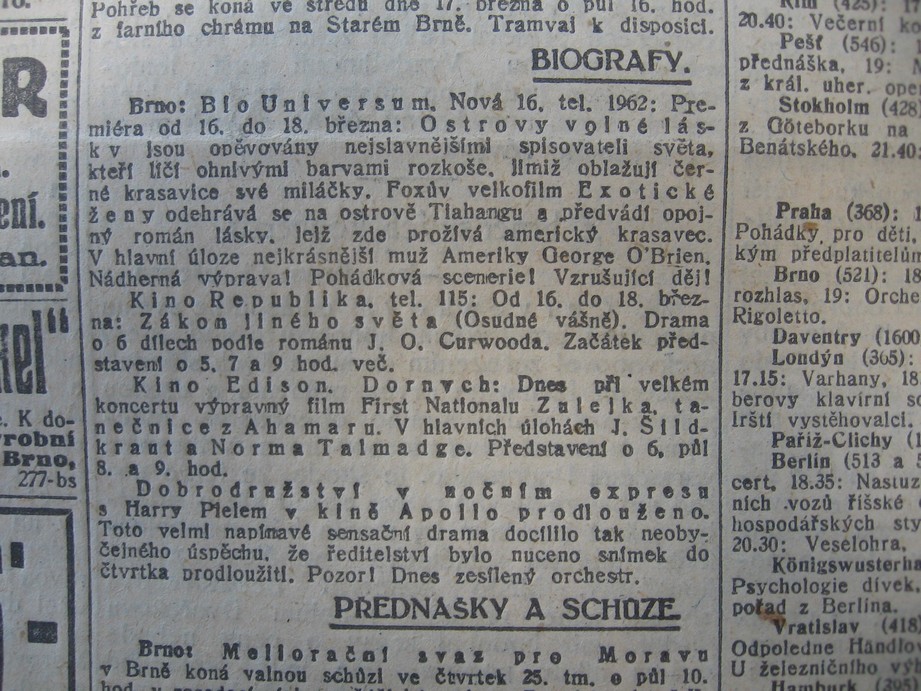 Pohřeb se koná ve středu dne 17. března o půl 16. hod.
z farního chrámu na Starém Brně. Tramvaj k disposici.
BIOGRAFY.
Brno: Bio Universum, Nová 16, tel. 1962: Pre-
miéra od 16. do 18. března: Ostrovy volné lás-
ky jsou opěvovány nejslavnějšími spisovateli světa,
kteří líčí ohnivými barvami rozkoše, jimiž oblažují čer-
né krasavice své miláčky. Foxův velkofilm Exotické
ženy odehrává se na ostrově Tiahangu a předvádí opoj-
ný román lásky, jejž zde prožívá americký krasavec.
V hlavní úloze nejkrásnější muž Ameriky George O'Brien.
Nádherná výprava! Pohádková scenerie! Vzrušující děj!
Kino Republika, tel. 115: Od 16. do 18. břez-
na: Zákon jiného světa (Osudné vášně). Drama
o 6 dílech podle románu J. O. Curwooda. Začátek před-
stavení o 5, 7 a 9 hod. več.
Kino Edison, Dornych: Dnes při velkém
koncertu výpravný film First Nationalu Zulejka, ta-
nečnice z Ahamaru. V hlavních úlohách J. Šild-
kraut a Norma Talmadge. Představení o 6, půl
8. a 9. hod.
Dobrodružství v nočním expresu
s Harry Pielem v kině Apollo prodlouženo.
Toto velmi napínavé sensační drama docílilo tak neoby-
čejného úspěchu, že ředitelství bylo nuceno snímek do
čtvrtka prodloužiti. Pozor! Dnes zesílený orchestr.
PŘEDNÁŠKY A SCHŮZE.
Brno: Meliorační svaz pro Moravu
v Brně koná valnou schůzi ve čtvrtek 25. tm. o půl 10.
R
ení.
an.
kel"
e. K do-
výrobní
Brno,
277-bs
20.40: Večerní ko
Pešť (546):
přednáška, 19:
z král. uher. ope
Stokholm (428
z Göteborku na
Benátského, 21.40:
Praha (368):
Pohádky pro děti,
kým předplatitelům
Brno (521): 18
rozhlas, 19: Orche
Rigoletto.
Daventry (1600
Londýn (365):
17.15: Varhany, 18
berovy klavírní so
Irští vystěhovalci.
Paříž-Clichy (
Berlín (513 a 5
cert, 18.35: Nastuz
ních vozů říšské
hospodářských sty
20.30: Veselohra,
Königswusterha
Psychologie dívek,
pořad z Berlína.
Vratislav (418)
Odpoledne Händlov
U železničního vý
Hamburk (395)